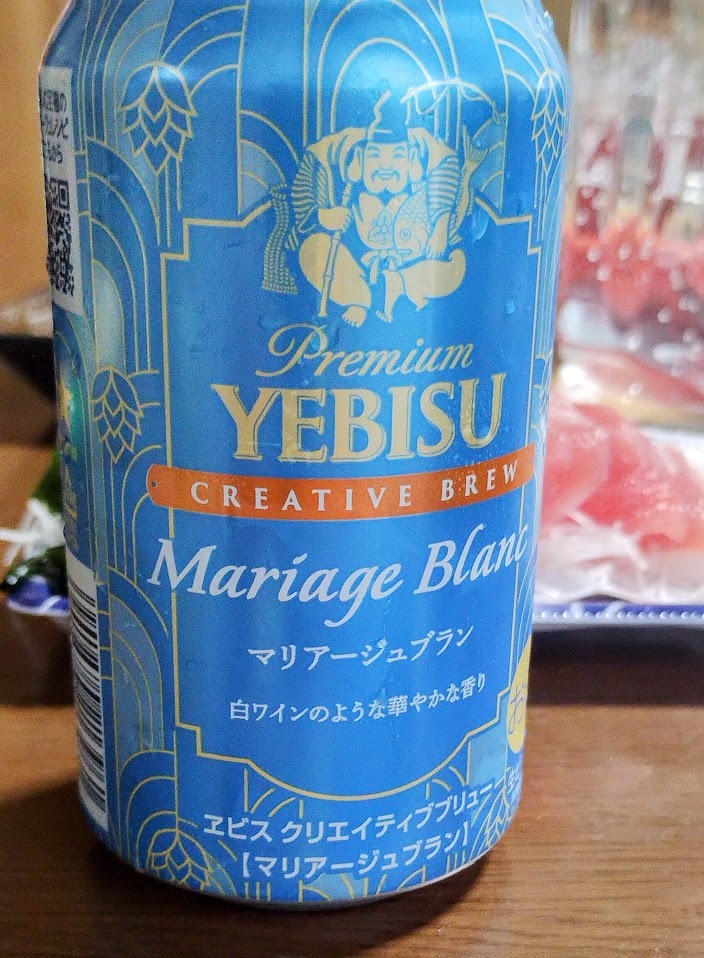 Premium
YEBISU
CREATIVE BREW
Mariage Blanc
マリアージュブラン
白ワインのような華やかな香り
お
ヱビス クリエイティブブリュー
【マリアージュブラン】